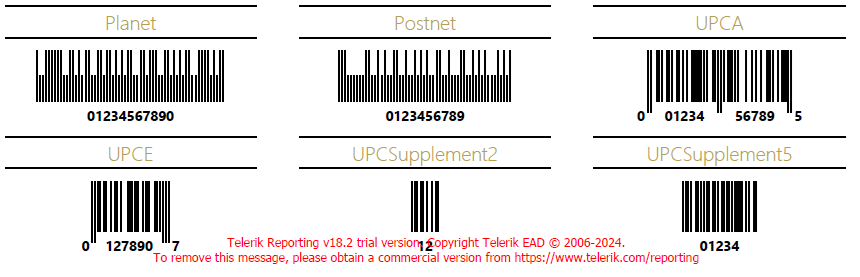 Planet Postnet UPCA
01234567890 0123456789 0 01234 56789 5
UPCE UPCSupplement2 UPCSupplement5
0 127890 7 12 01234
Telerik Reporting v18.2 trial version. Copyright Telerik EAD © 2006-2024.
To remove this message, please obtain a commercial version from https://www.telerik.com/reporting